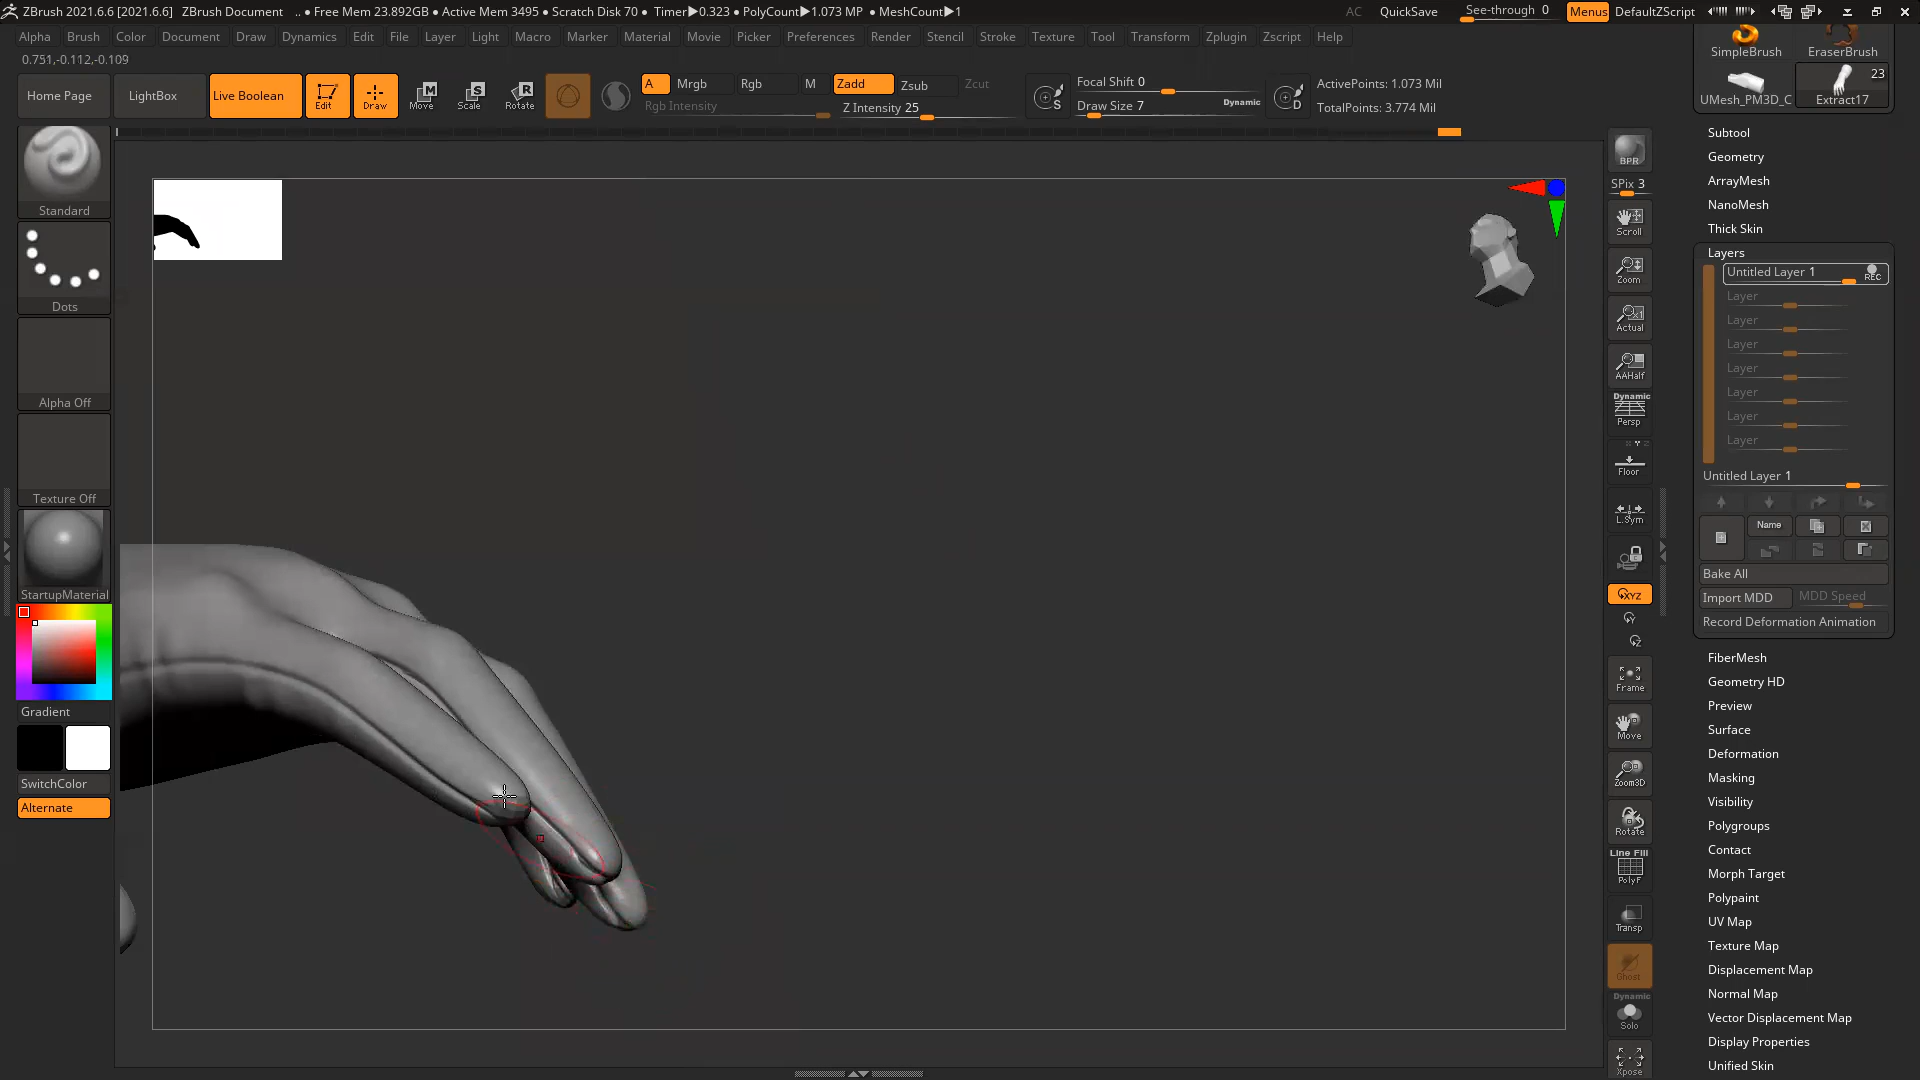 ZBrush 2021.6.6 [2021.6.6] ZBrush Document .. • Free Mem 23.892GB • Active Mem 3495 • Scratch Disk 70 • Timer▶0.323 • PolyCount▶1.073 MP • MeshCount▶1 AC QuickSave See-through 0 Menus DefaultZScript
Alpha Brush Color Document Draw Dynamics Edit File Layer Light Macro Marker Material Movie Picker Preferences Render Stencil Stroke Texture Tool Transform Zplugin Zscript Help
0.751,-0.112,-0.109
Home Page LightBox Live Boolean Edit Draw Move Scale Rotate
A Mrgb Rgb M Zadd Zsub Zcut
Rgb Intensity Z Intensity 25
S Focal Shift 0
Draw Size 7 Dynamic
D ActivePoints: 1.073 Mil
TotalPoints: 3.774 Mil
Standard
Dots
Alpha Off
Texture Off
StartupMaterial
Gradient
SwitchColor
Alternate
BPR
SPix 3
Scroll
Zoom
Actual
AAHalf
Dynamic
Persp
Floor
L.Sym
XYZ
Y
Z
Frame
Move
Zoom3D
Rotate
Line Fill
PolyF
Transp
Ghost
Dynamic
Solo
Xpose
SimpleBrush EraserBrush
23
UMesh_PM3D_C Extract17
Subtool
Geometry
ArrayMesh
NanoMesh
Thick Skin
Layers
Untitled Layer 1 REC
Layer
Layer
Layer
Layer
Layer
Layer
Layer
Untitled Layer 1
Name
Bake All
Import MDD MDD Speed
Record Deformation Animation
FiberMesh
Geometry HD
Preview
Surface
Deformation
Masking
Visibility
Polygroups
Contact
Morph Target
Polypaint
UV Map
Texture Map
Displacement Map
Normal Map
Vector Displacement Map
Display Properties
Unified Skin